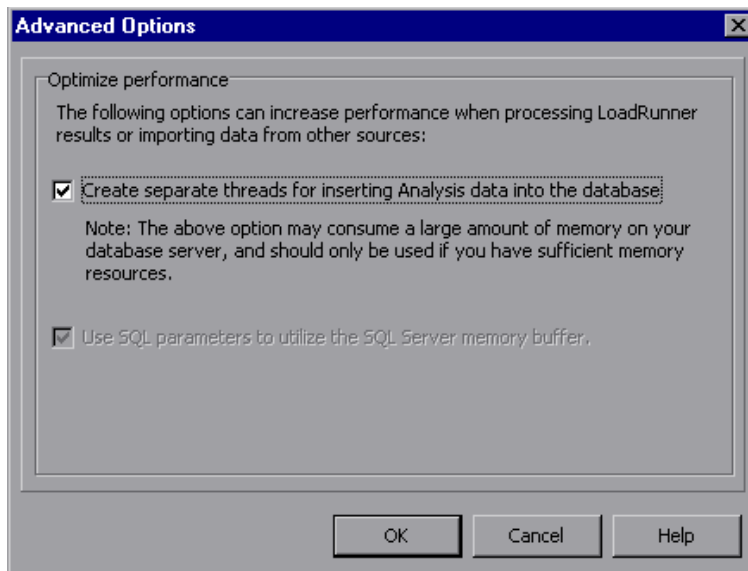 Advanced Options
Optimize performance
The following options can increase performance when processing LoadRunner
results or importing data from other sources:
Create separate threads for inserting Analysis data into the database
Note: The above option may consume a large amount of memory on your
database server, and should only be used if you have sufficient memory
resources.
Use SQL parameters to utilize the SQL Server memory buffer.
OK Cancel Help